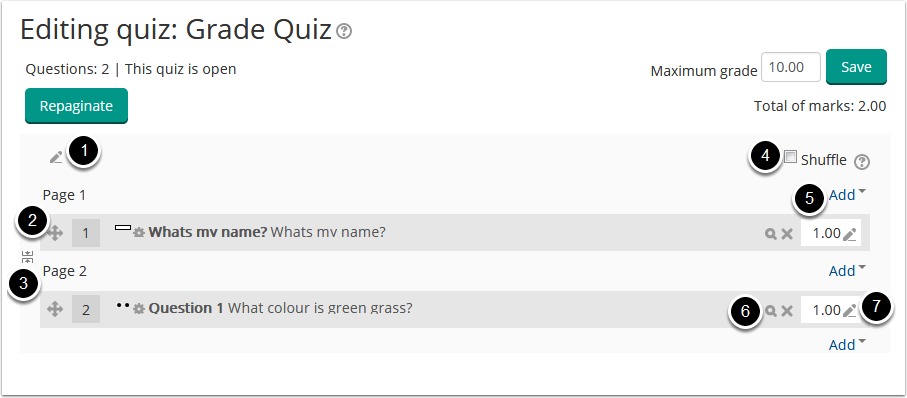 Editing quiz: Grade Quiz ?
Questions: 2 | This quiz is open
Maximum grade 10.00 Save
Repaginate
Total of marks: 2.00
1
4 Shuffle ?
Page 1
5 Add
2 1 Whats my name? Whats my name? 1.00
3 Page 2 Add
2 Question 1 What colour is green grass? 6 1.00 7
Add